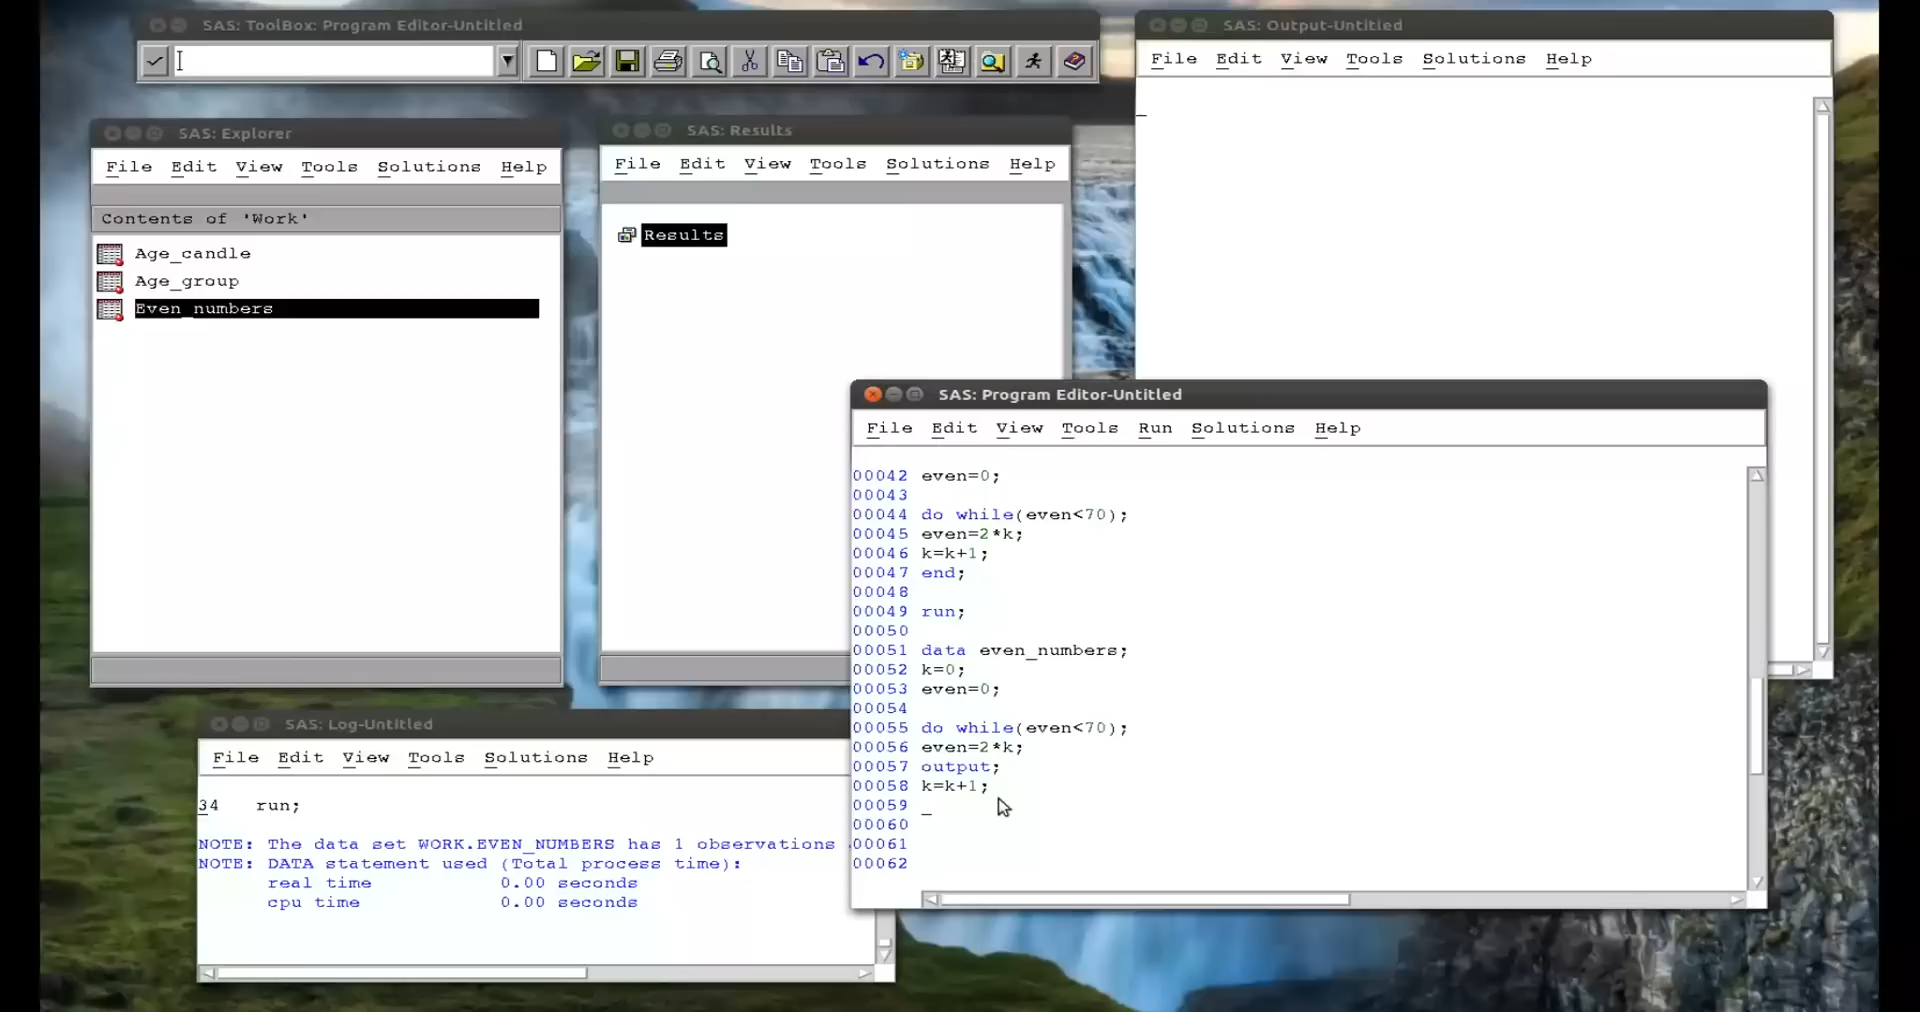 SAS: ToolBox: Program Editor-Untitled
SAS: Output-Untitled
File Edit View Tools Solutions Help
SAS: Explorer
File Edit View Tools Solutions Help
Contents of 'Work'
Age_candle
Age_group
Even_numbers
SAS: Results
File Edit View Tools Solutions Help
Results
SAS: Program Editor-Untitled
File Edit View Tools Run Solutions Help
00042 even=0;
00043
00044 do while(even<70);
00045 even=2*k;
00046 k=k+1;
00047 end;
00048
00049 run;
00050
00051 data even_numbers;
00052 k=0;
00053 even=0;
00054
00055 do while(even<70);
00056 even=2*k;
00057 output;
00058 k=k+1;
00059 _
00060
00061
00062
SAS: Log-Untitled
File Edit View Tools Solutions Help
34 run;
NOTE: The data set WORK.EVEN_NUMBERS has 1 observations
NOTE: DATA statement used (Total process time):
real time 0.00 seconds
cpu time 0.00 seconds